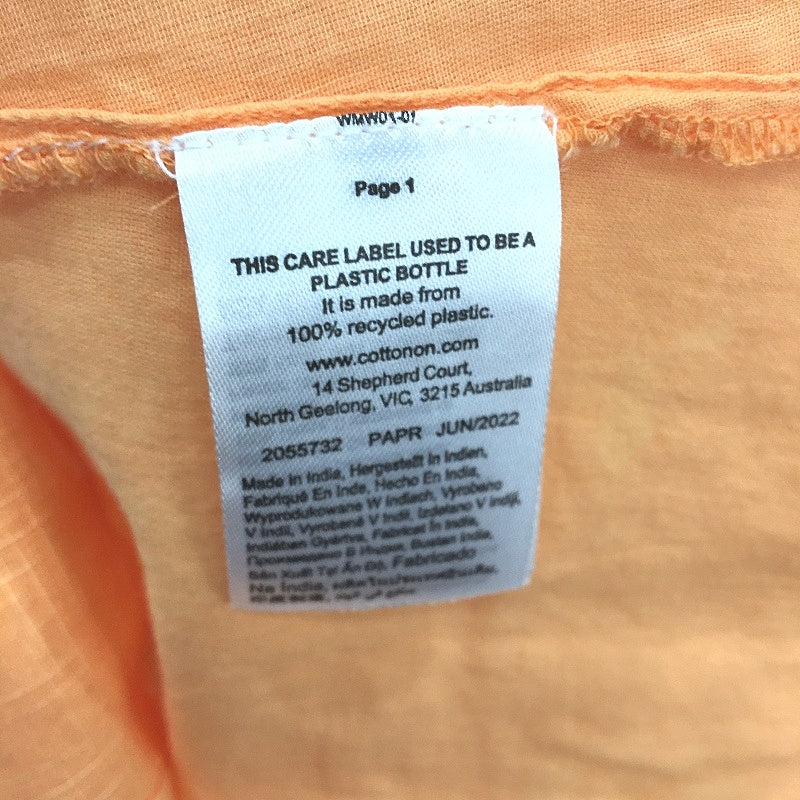 WMW01-01
Page 1
THIS CARE LABEL USED TO BE A
PLASTIC BOTTLE
It is made from
100% recycled plastic.
www.cottonon.com
14 Shepherd Court,
North Geelong, VIC, 3215 Australia
2055732 PAPR JUN/2022
Made In India, Hergestellt In Indien,
Fabriqué En Inde, Hecho En India,
Wyprodukowane W Indiach, Vyrobeno
V Indii, Vyrobené V Indii, Izdelano V Indiji,
Indiában Gyártva, Fabricat În India,
Произведено В Индии, Buatan India,
Sản Xuất Tại Ấn Độ, Fabricado
Na Índia,